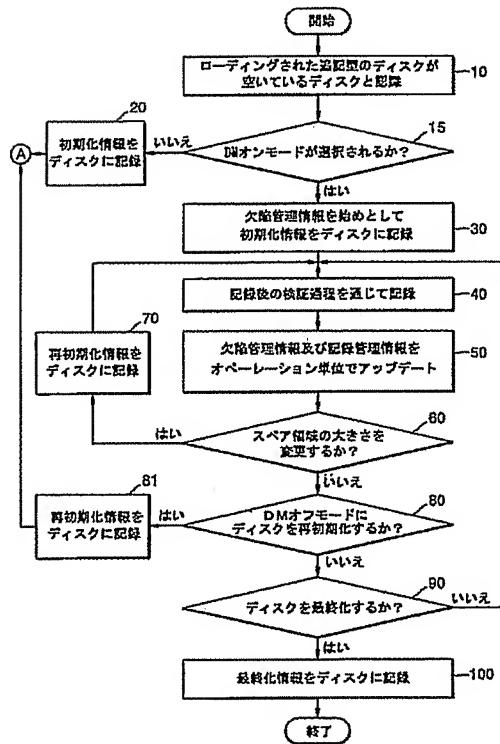 開始
ローディングされた追記型のディスクが
空いているディスクと認識
10
20
初期化情報を
ディスクに記録
A
いいえ
15
DMオンモードが選択されるか?
はい
欠陥管理情報を始めとして
初期化情報をディスクに記録
30
記録後の検証過程を通じて記録
40
70
再初期化情報を
ディスクに記録
欠陥管理情報及び記録管理情報を
オペレーション単位でアップデート
50
はい
60
スペア領域の大きさを
変更するか?
いいえ
81
再初期化情報を
ディスクに記録
はい
80
DMオフモードに
ディスクを再初期化するか?
いいえ
90
ディスクを最終化するか?
いいえ
はい
最終化情報をディスクに記録
100
終了